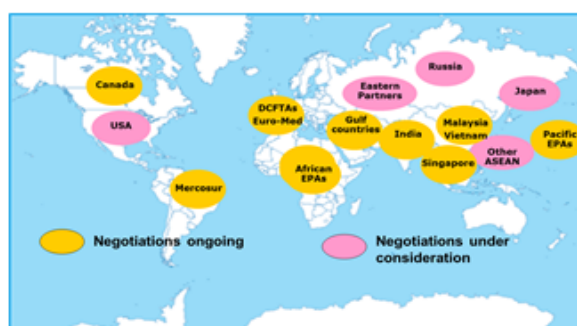 Canada
USA
Mercosur
DCFTAs
Euro-Med
African
EPAs
Gulf
countries
Eastern
Partners
Russia
India
Malaysia
Vietnam
Singapore
Other
ASEAN
Japan
Pacific
EPAs
Negotiations ongoing
Negotiations under
consideration